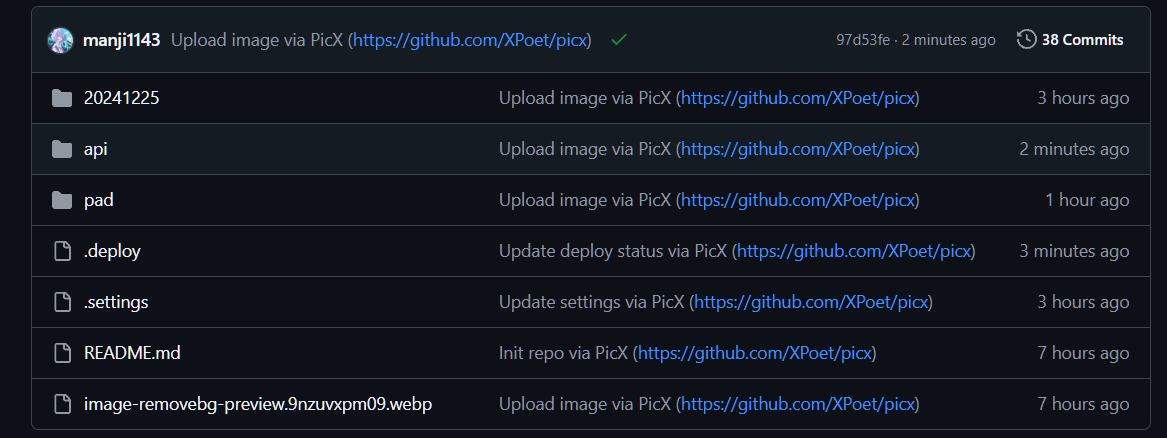 manji1143 Upload image via PicX (https://github.com/XPoet/picx) 97d53fe · 2 minutes ago 38 Commits
20241225 Upload image via PicX (https://github.com/XPoet/picx) 3 hours ago
api Upload image via PicX (https://github.com/XPoet/picx) 2 minutes ago
pad Upload image via PicX (https://github.com/XPoet/picx) 1 hour ago
.deploy Update deploy status via PicX (https://github.com/XPoet/picx) 3 minutes ago
.settings Update settings via PicX (https://github.com/XPoet/picx) 3 hours ago
README.md Init repo via PicX (https://github.com/XPoet/picx) 7 hours ago
image-removebg-preview.9nzuvxpm09.webp Upload image via PicX (https://github.com/XPoet/picx) 7 hours ago